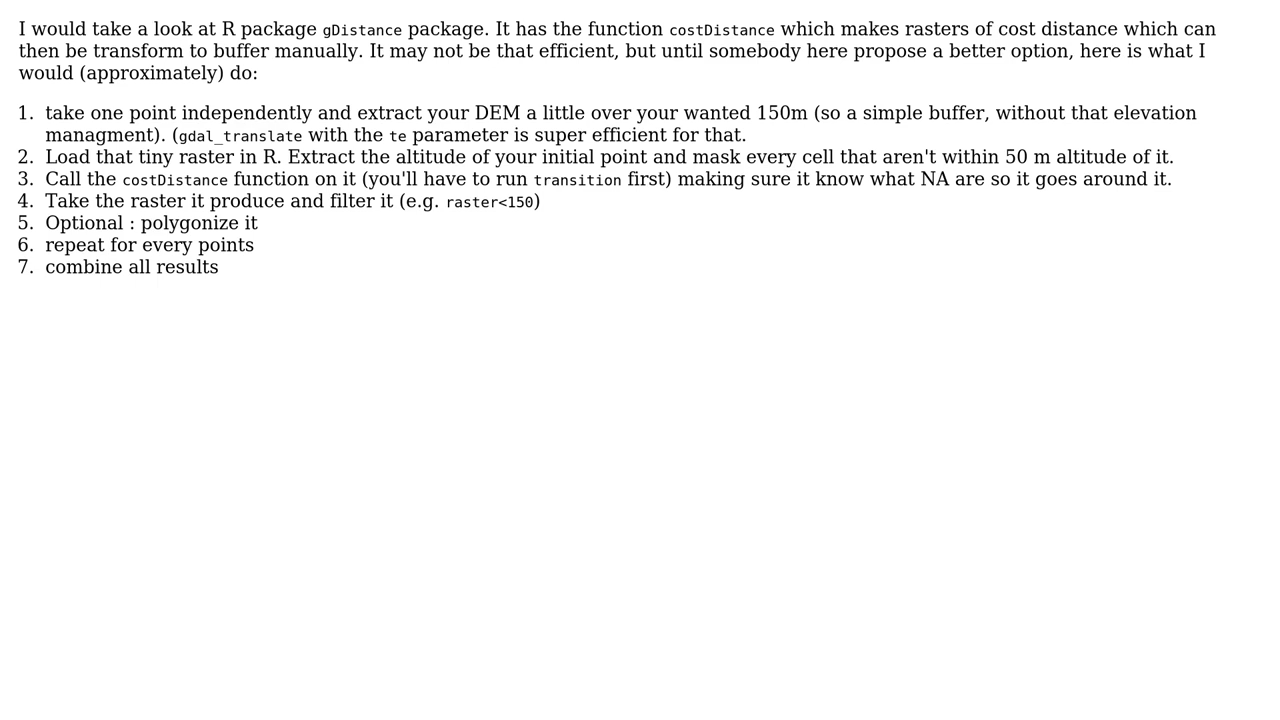 I would take a look at R package gDistance package. It has the function costDistance which makes rasters of cost distance which can
then be transform to buffer manually. It may not be that efficient, but until somebody here propose a better option, here is what I
would (approximately) do:
1. take one point independently and extract your DEM a little over your wanted 150m (so a simple buffer, without that elevation
managment). (gdal_translate with the te parameter is super efficient for that.
2. Load that tiny raster in R. Extract the altitude of your initial point and mask every cell that aren't within 50 m altitude of it.
3. Call the costDistance function on it (you'll have to run transition first) making sure it know what NA are so it goes around it.
4. Take the raster it produce and filter it (e.g. raster<150)
5. Optional : polygonize it
6. repeat for every points
7. combine all results